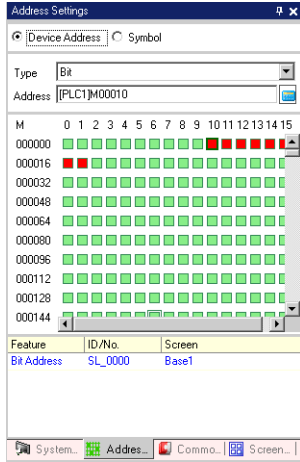 Address Settings
Device Address Symbol
Type Bit
Address [PLC1]M00010
M 0 1 2 3 4 5 6 7 8 9 10 11 12 13 14 15
000000
000016
000032
000048
000064
000080
000096
000112
000128
000144
Feature ID/No. Screen
Bit Address SL_0000 Base1
System... Addres... Commo... Screen...